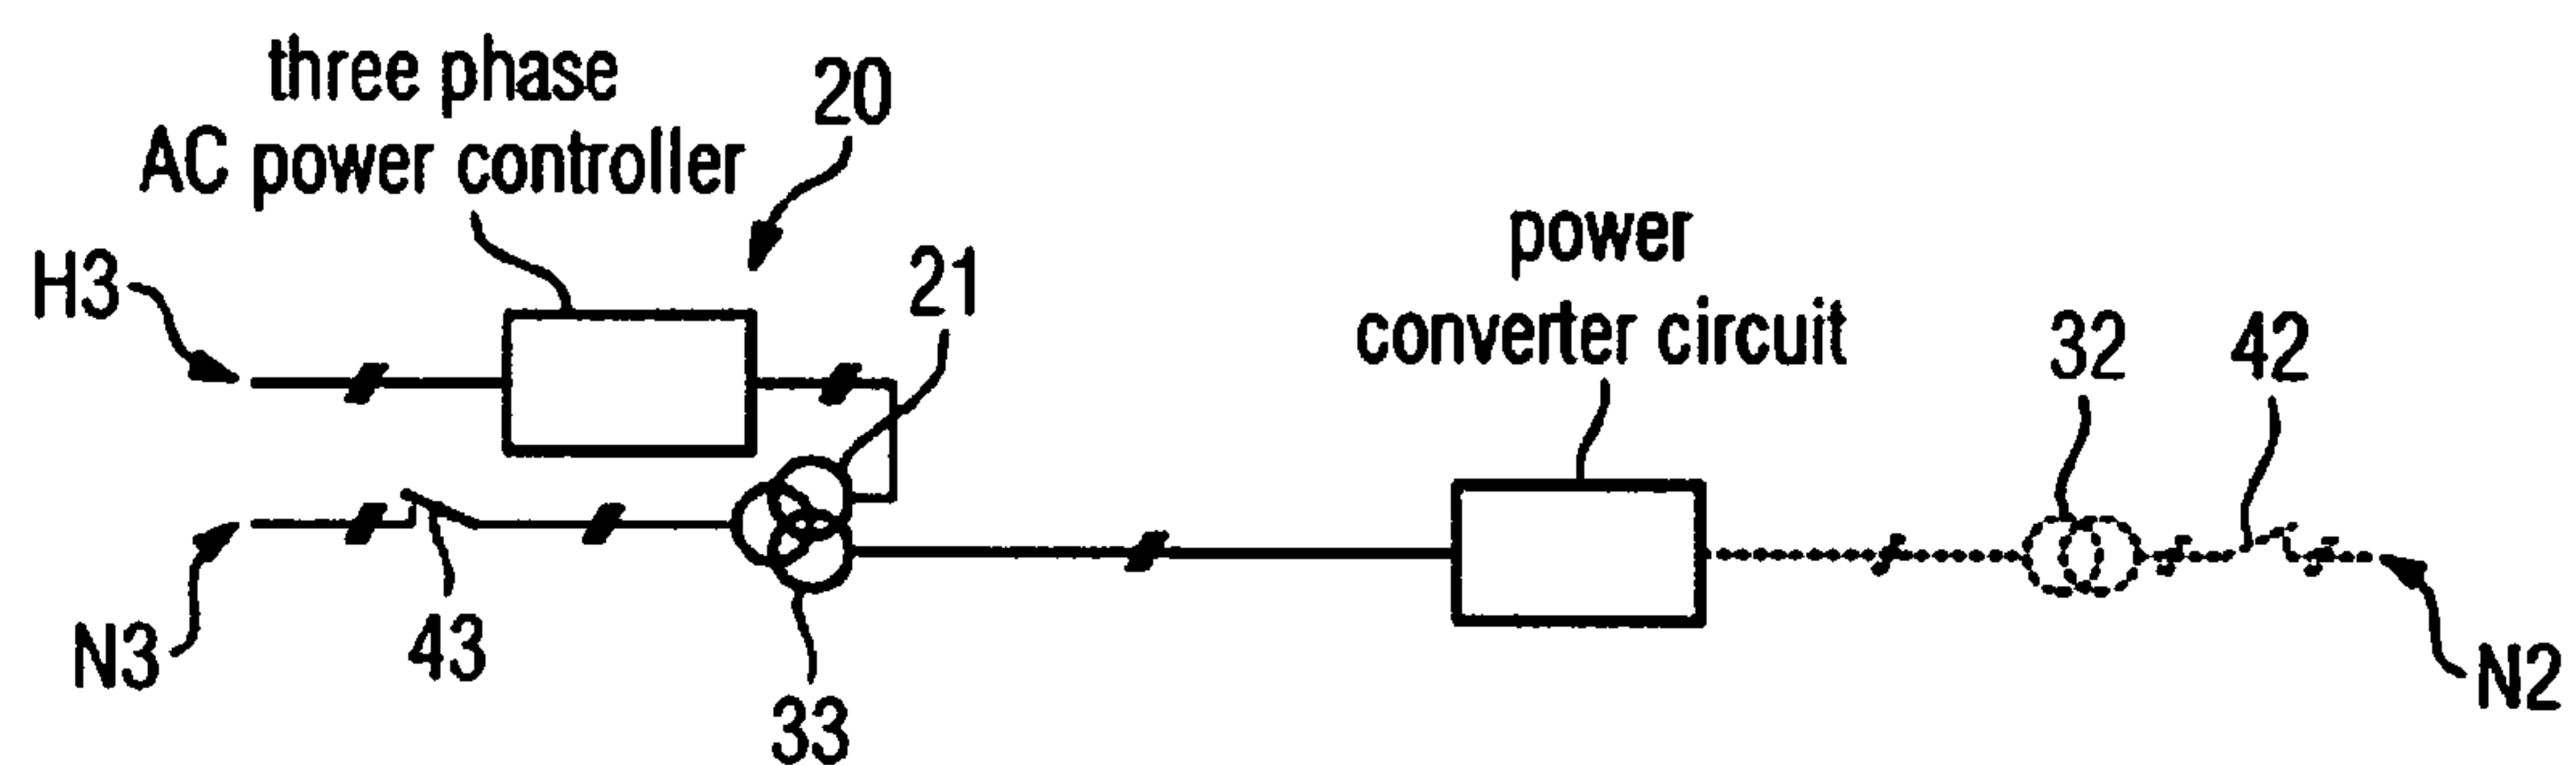 three phase
AC power controller
20
H3
21
power
converter circuit
32
42
N3
43
33
N2